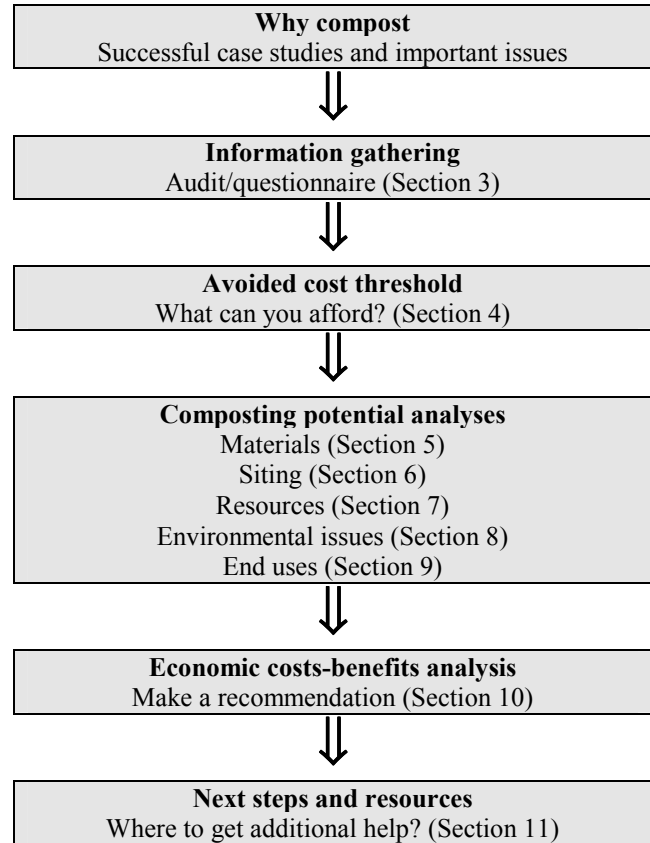 Why compost
Successful case studies and important issues
Information gathering
Audit/questionnaire (Section 3)
Avoided cost threshold
What can you afford? (Section 4)
Composting potential analyses
Materials (Section 5)
Siting (Section 6)
Resources (Section 7)
Environmental issues (Section 8)
End uses (Section 9)
Economic costs-benefits analysis
Make a recommendation (Section 10)
Next steps and resources
Where to get additional help? (Section 11)